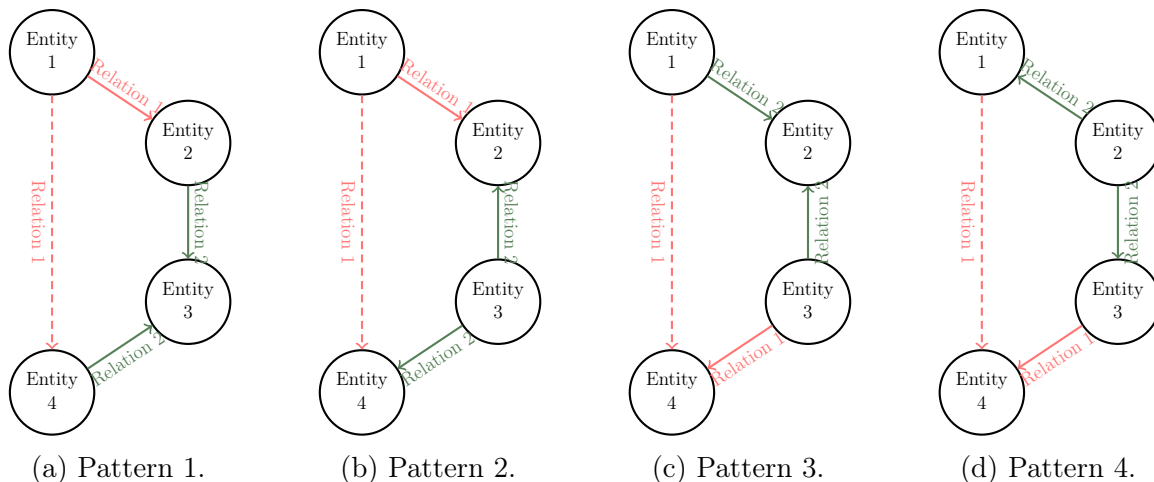 Entity
1
Relation 1
Entity
2
Relation 1
Relation 2
Entity
3
Relation 2
Entity
4
(a) Pattern 1.
Entity
1
Relation 1
Entity
2
Relation 1
Relation 2
Entity
3
Relation 2
Entity
4
(b) Pattern 2.
Entity
1
Relation 2
Entity
2
Relation 1
Relation 2
Entity
3
Relation 1
Entity
4
(c) Pattern 3.
Entity
1
Relation 2
Entity
2
Relation 1
Relation 2
Entity
3
Relation 1
Entity
4
(d) Pattern 4.